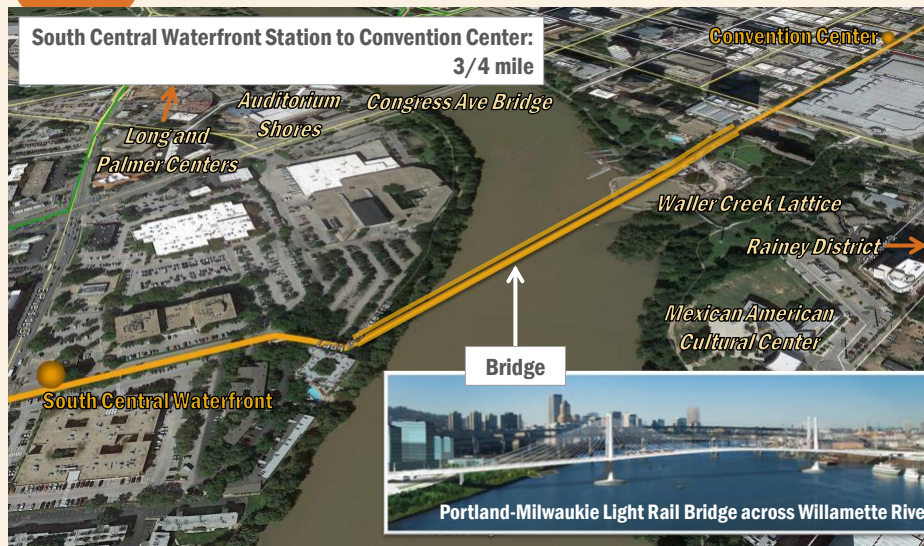 South Central Waterfront Station to Convention Center:
3/4 mile
Convention Center
Auditorium
Shores
Congress Ave Bridge
Long and
Palmer Centers
Waller Creek Lattice
Rainey District
Mexican American
Cultural Center
Bridge
South Central Waterfront
Portland-Milwaukie Light Rail Bridge across Willamette Rive